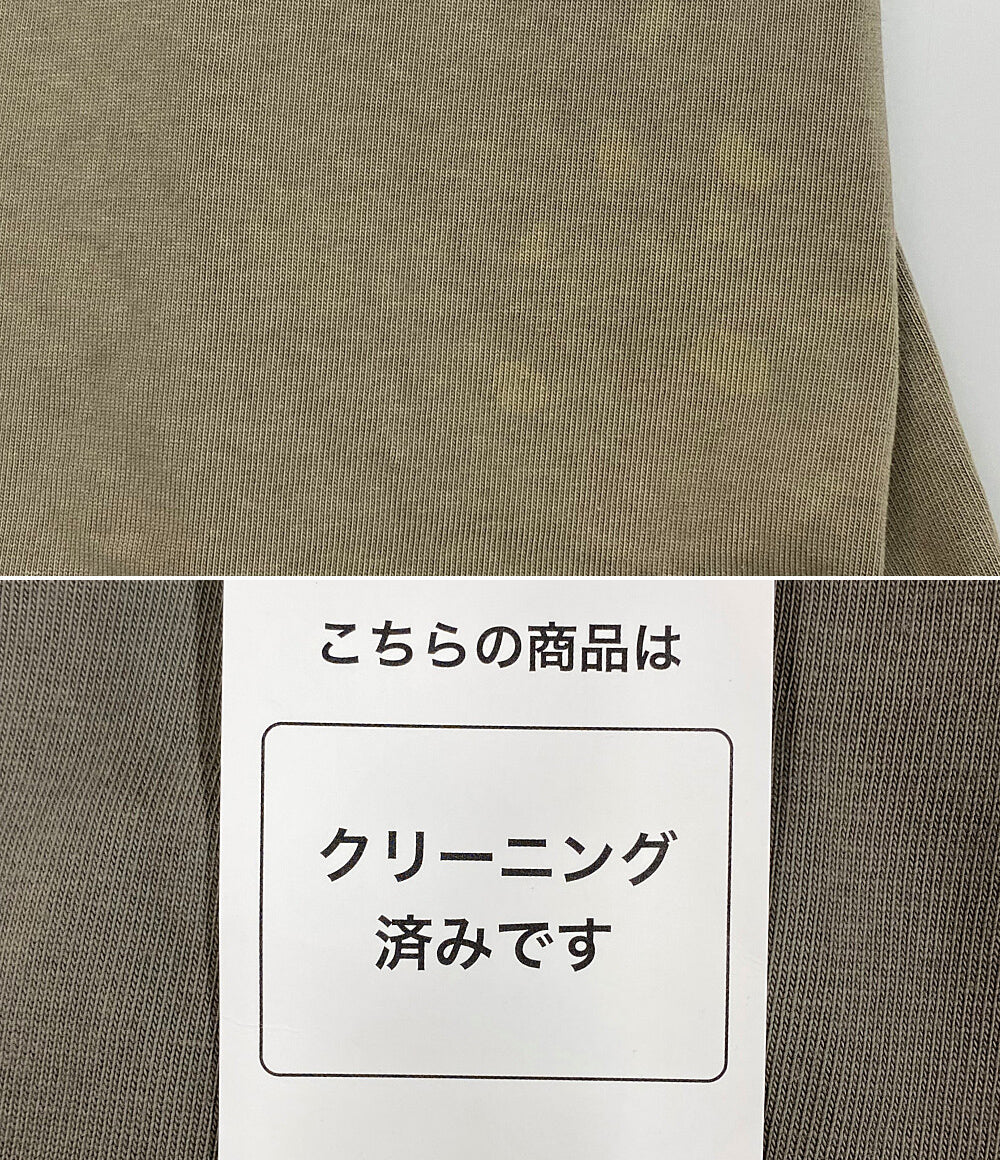 こちらの商品は
クリーニング
済みです